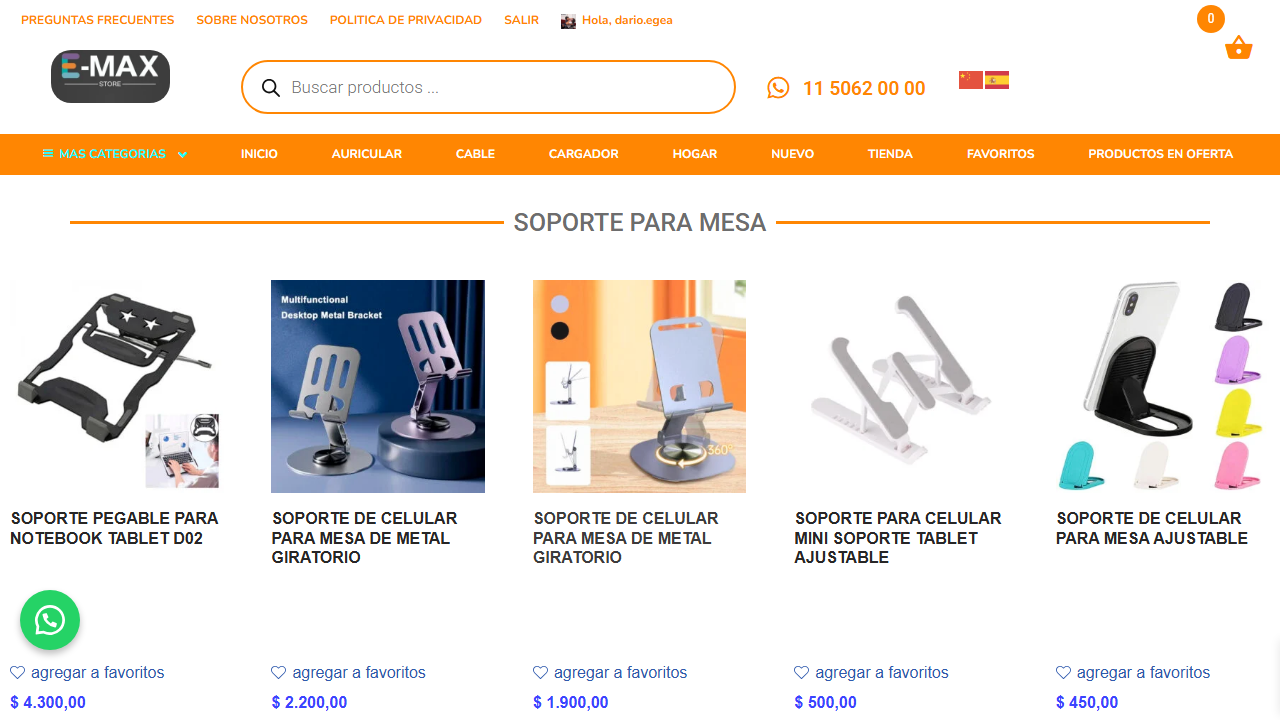 PREGUNTAS FRECUENTES SOBRE NOSOTROS POLITICA DE PRIVACIDAD SALIR Hola, dario.egea 0
E-MAX
STORE
Buscar productos ...
11 5062 00 00
MAS CATEGORIAS INICIO AURICULAR CABLE CARGADOR HOGAR NUEVO TIENDA FAVORITOS PRODUCTOS EN OFERTA
SOPORTE PARA MESA
Multifunctional
Desktop Metal Bracket
360°
SOPORTE PEGABLE PARA
NOTEBOOK TABLET D02
SOPORTE DE CELULAR
PARA MESA DE METAL
GIRATORIO
SOPORTE DE CELULAR
PARA MESA DE METAL
GIRATORIO
SOPORTE PARA CELULAR
MINI SOPORTE TABLET
AJUSTABLE
SOPORTE DE CELULAR
PARA MESA AJUSTABLE
agregar a favoritos agregar a favoritos agregar a favoritos agregar a favoritos agregar a favoritos
$ 4.300,00 $ 2.200,00 $ 1.900,00 $ 500,00 $ 450,00